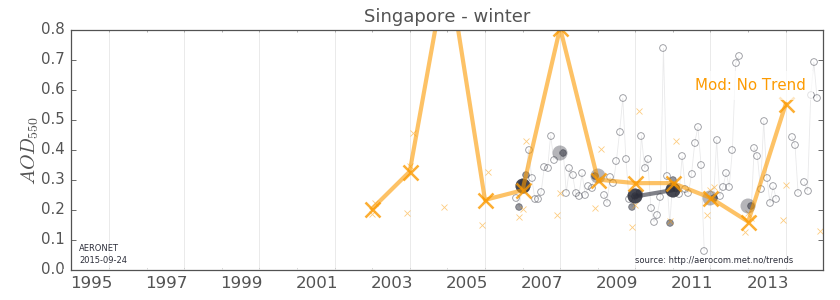 Singapore - winter
0.8
0.7
0.6
0.5
0.4
0.3
0.2
0.1
0.0
AOD550
Mod: No Trend
AERONET
2015-09-24
source: http://aerocom.met.no/trends
1995 1997 1999 2001 2003 2005 2007 2009 2011 2013